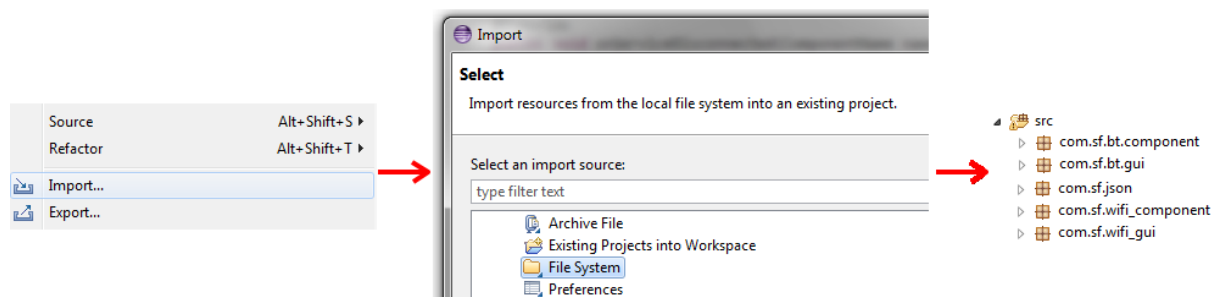 Source Alt+Shift+S
Refactor Alt+Shift+T
Import...
Export...
Import
Select
Import resources from the local file system into an existing project.
Select an import source:
type filter text
Archive File
Existing Projects into Workspace
File System
Preferences
src
com.sf.bt.component
com.sf.bt.gui
com.sf.json
com.sf.wifi_component
com.sf.wifi_gui